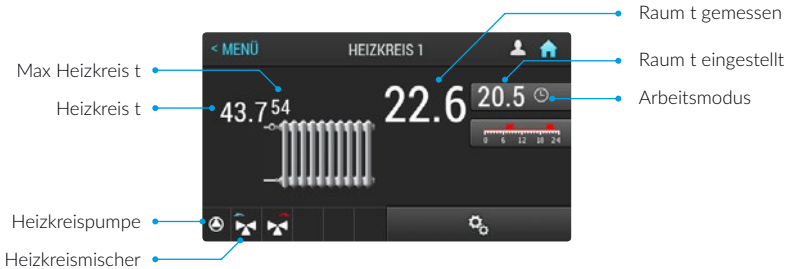 Raum t gemessen
< MENÜ HEIZKREIS 1
Raum t eingestellt
Max Heizkreis t
Heizkreis t
43.7 54
22.6
20.5
Arbeitsmodus
0 6 12 18 24
Heizkreispumpe
Heizkreismischer